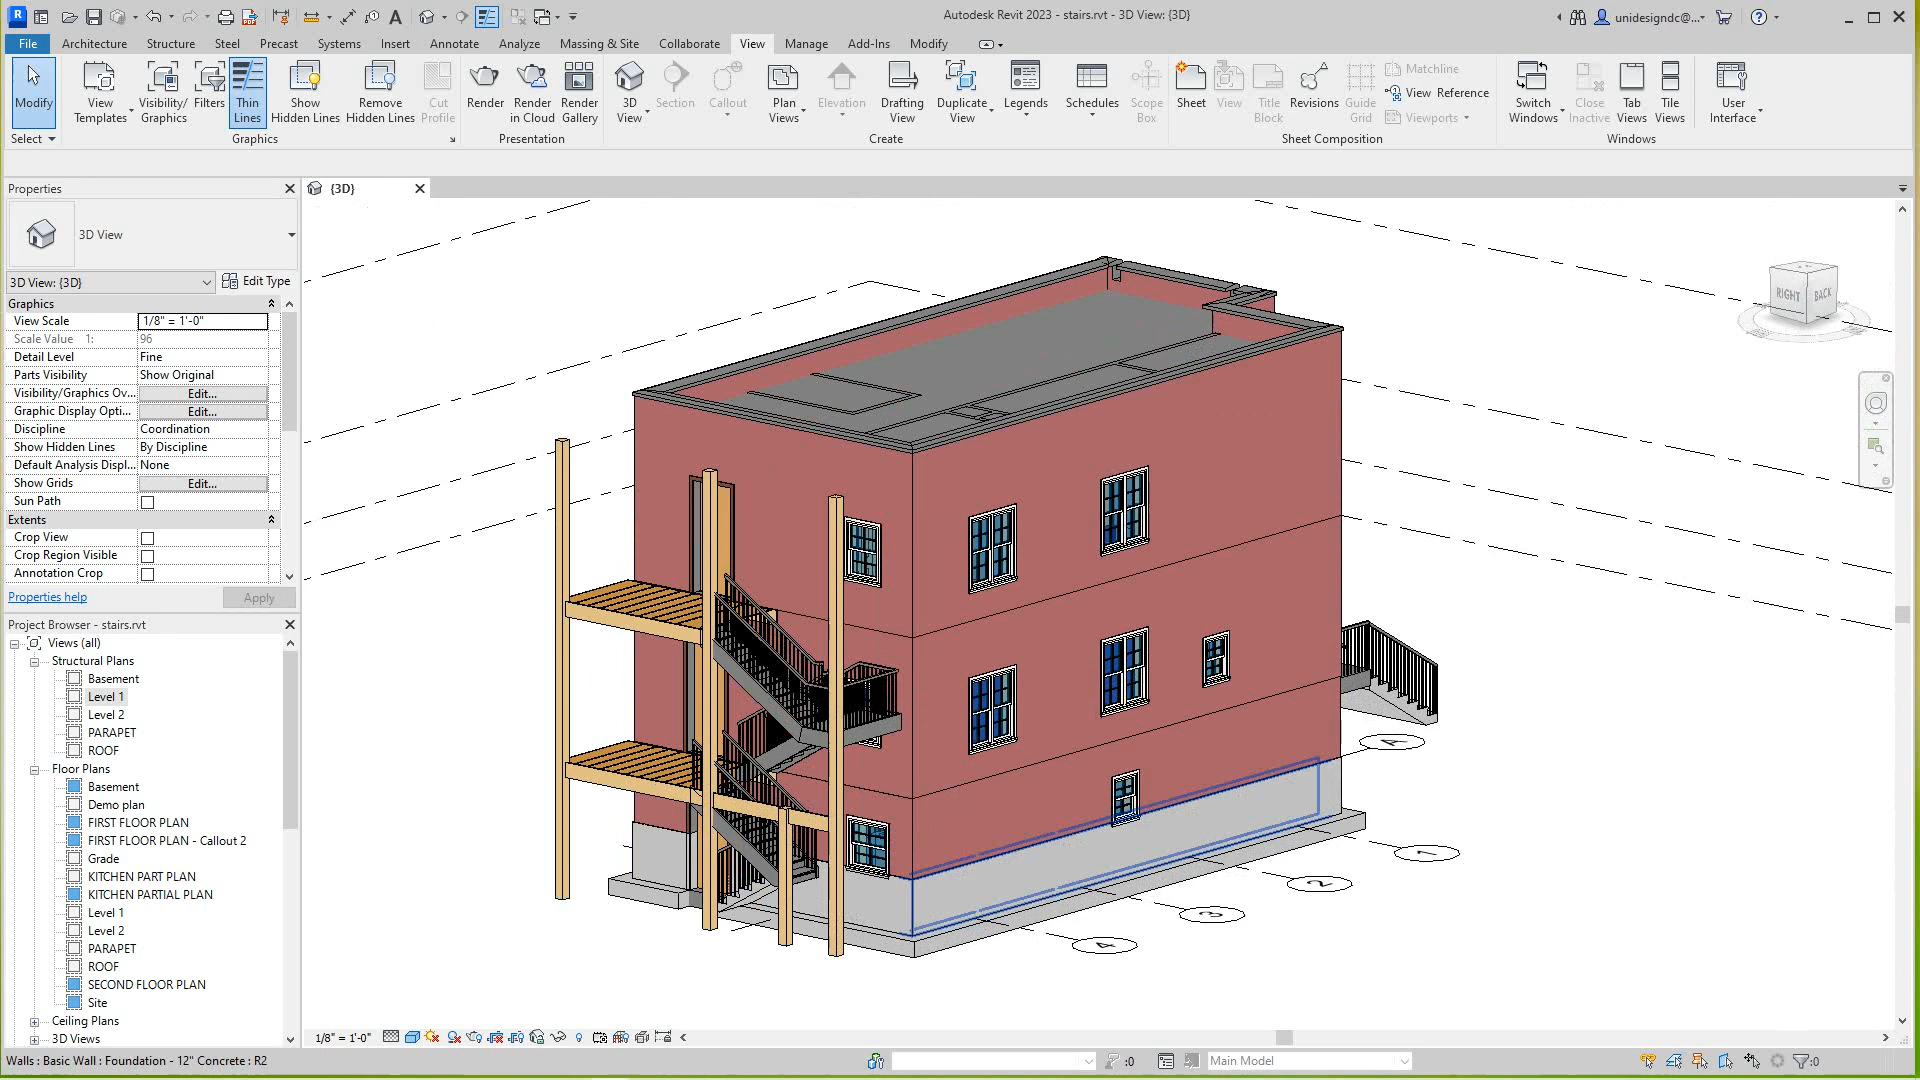 Autodesk Revit 2023 - stairs.rvt - 3D View: {3D}
unidesigndc@...
File Architecture Structure Steel Precast Systems Insert Annotate Analyze Massing & Site Collaborate View Manage Add-Ins Modify
Modify
View Templates
Visibility/ Graphics
Filters
Thin Lines
Show Hidden Lines
Remove Hidden Lines
Cut Profile
Render
Render in Cloud
Render Gallery
3D View
Section
Callout
Plan Views
Elevation
Drafting View
Duplicate View
Legends
Schedules
Scope Box
Sheet
View
Title Block
Revisions
Guide Grid
Matchline
View Reference
Viewports
Switch Windows
Close Inactive
Tab Views
Tile Views
User Interface
Select Graphics Presentation Create Sheet Composition Windows
Properties
{3D}
3D View
3D View: {3D} Edit Type
Graphics
View Scale 1/8" = 1'-0"
Scale Value 1: 96
Detail Level Fine
Parts Visibility Show Original
Visibility/Graphics Ov... Edit...
Graphic Display Opti... Edit...
Discipline Coordination
Show Hidden Lines By Discipline
Default Analysis Displ... None
Show Grids Edit...
Sun Path
Extents
Crop View
Crop Region Visible
Annotation Crop
Properties help Apply
Project Browser - stairs.rvt
Views (all)
Structural Plans
Basement
Level 1
Level 2
PARAPET
ROOF
Floor Plans
Basement
Demo plan
FIRST FLOOR PLAN
FIRST FLOOR PLAN - Callout 2
Grade
KITCHEN PART PLAN
KITCHEN PARTIAL PLAN
Level 1
Level 2
PARAPET
ROOF
SECOND FLOOR PLAN
Site
Ceiling Plans
3D Views
RIGHT BACK
A
1
2
3
4
1/8" = 1'-0"
Walls : Basic Wall : Foundation - 12" Concrete : R2
:0
Main Model
:0